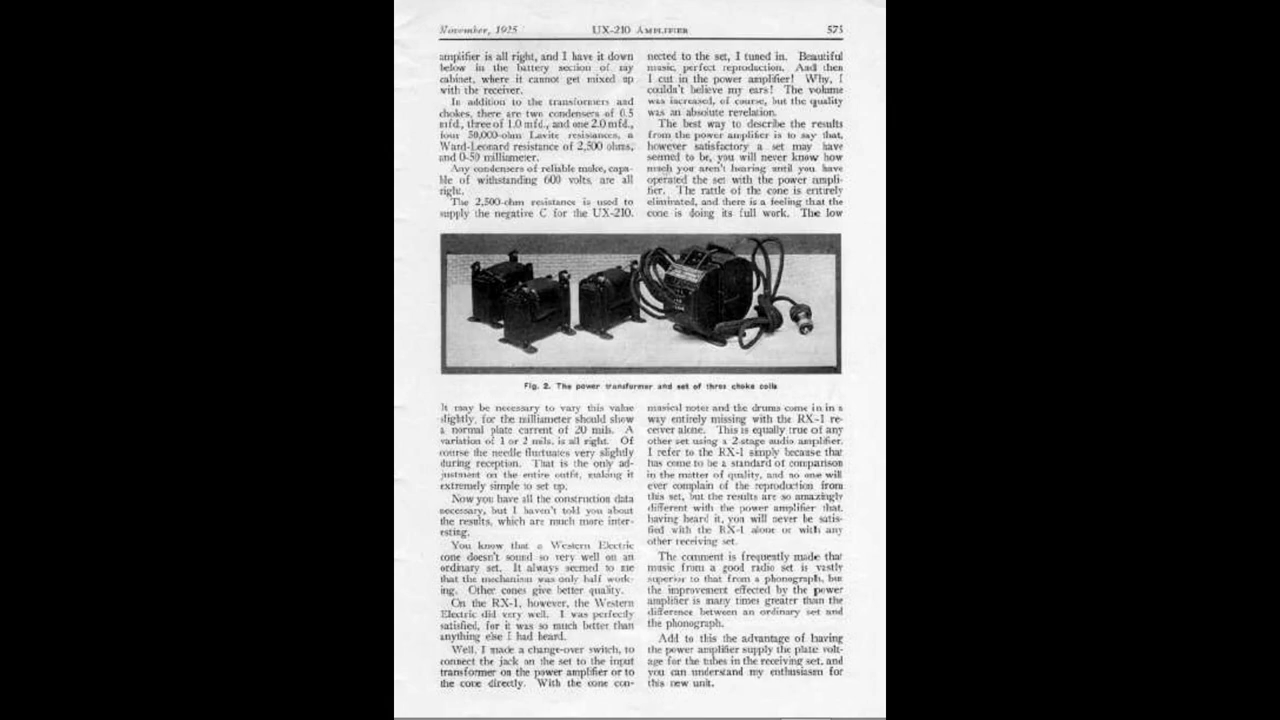 November, 1925 UX-210 AMPLIFIER 575
amplifier is all right, and I have it down
below in the battery section of my
cabinet, where it cannot get mixed up
with the receiver.
In addition to the transformers and
chokes, there are two condensers of 0.5
mfd., three of 1.0 mfd., and one 2.0 mfd.,
four 50,000-ohm Lavite resistances, a
Ward-Leonard resistance of 2,500 ohms,
and 0-50 milliameter.
Any condensers of reliable make, capa-
ble of withstanding 600 volts, are all
right.
The 2,500-ohm resistance is used to
supply the negative C for the UX-210.
nected to the set, I tuned in. Beautiful
music, perfect reproduction. And then
I cut in the power amplifier! Why, I
couldn't believe my ears! The volume
was increased, of course, but the quality
was an absolute revelation.
The best way to describe the results
from the power amplifier is to say that,
however satisfactory a set may have
seemed to be, you will never know how
much you aren't hearing until you have
operated the set with the power ampli-
fier. The rattle of the cone is entirely
eliminated, and there is a feeling that the
cone is doing its full work. The low
Fig. 2. The power transformer and set of three choke coils
It may be necessary to vary this value
slightly, for the milliameter should show
a normal plate current of 20 mils. A
variation of 1 or 2 mils. is all right. Of
course the needle fluctuates very slightly
during reception. That is the only ad-
justment on the entire outfit, making it
extremely simple to set up.
Now you have all the construction data
necessary, but I haven't told you about
the results, which are much more inter-
esting.
You know that a Western Electric
cone doesn't sound so very well on an
ordinary set. It always seemed to me
that the mechanism was only half work-
ing. Other cones give better quality.
On the RX-1, however, the Western
Electric did very well. I was perfectly
satisfied, for it was so much better than
anything else I had heard.
Well, I made a change-over switch, to
connect the jack on the set to the input
transformer on the power amplifier or to
the cone directly. With the cone con-
musical notes and the drums come in in a
way entirely missing with the RX-1 re-
ceiver alone. This is equally true of any
other set using a 2-stage audio amplifier.
I refer to the RX-1 simply because that
has come to be a standard of comparison
in the matter of quality, and no one will
ever complain of the reproduction from
this set, but the results are so amazingly
different with the power amplifier that,
having heard it, you will never be satis-
fied with the RX-1 alone or with any
other receiving set.
The comment is frequently made that
music from a good radio set is vastly
superior to that from a phonograph, but
the improvement effected by the power
amplifier is many times greater than the
difference between an ordinary set and
the phonograph.
Add to this the advantage of having
the power amplifier supply the plate volt-
age for the tubes in the receiving set, and
you can understand my enthusiasm for
this new unit.